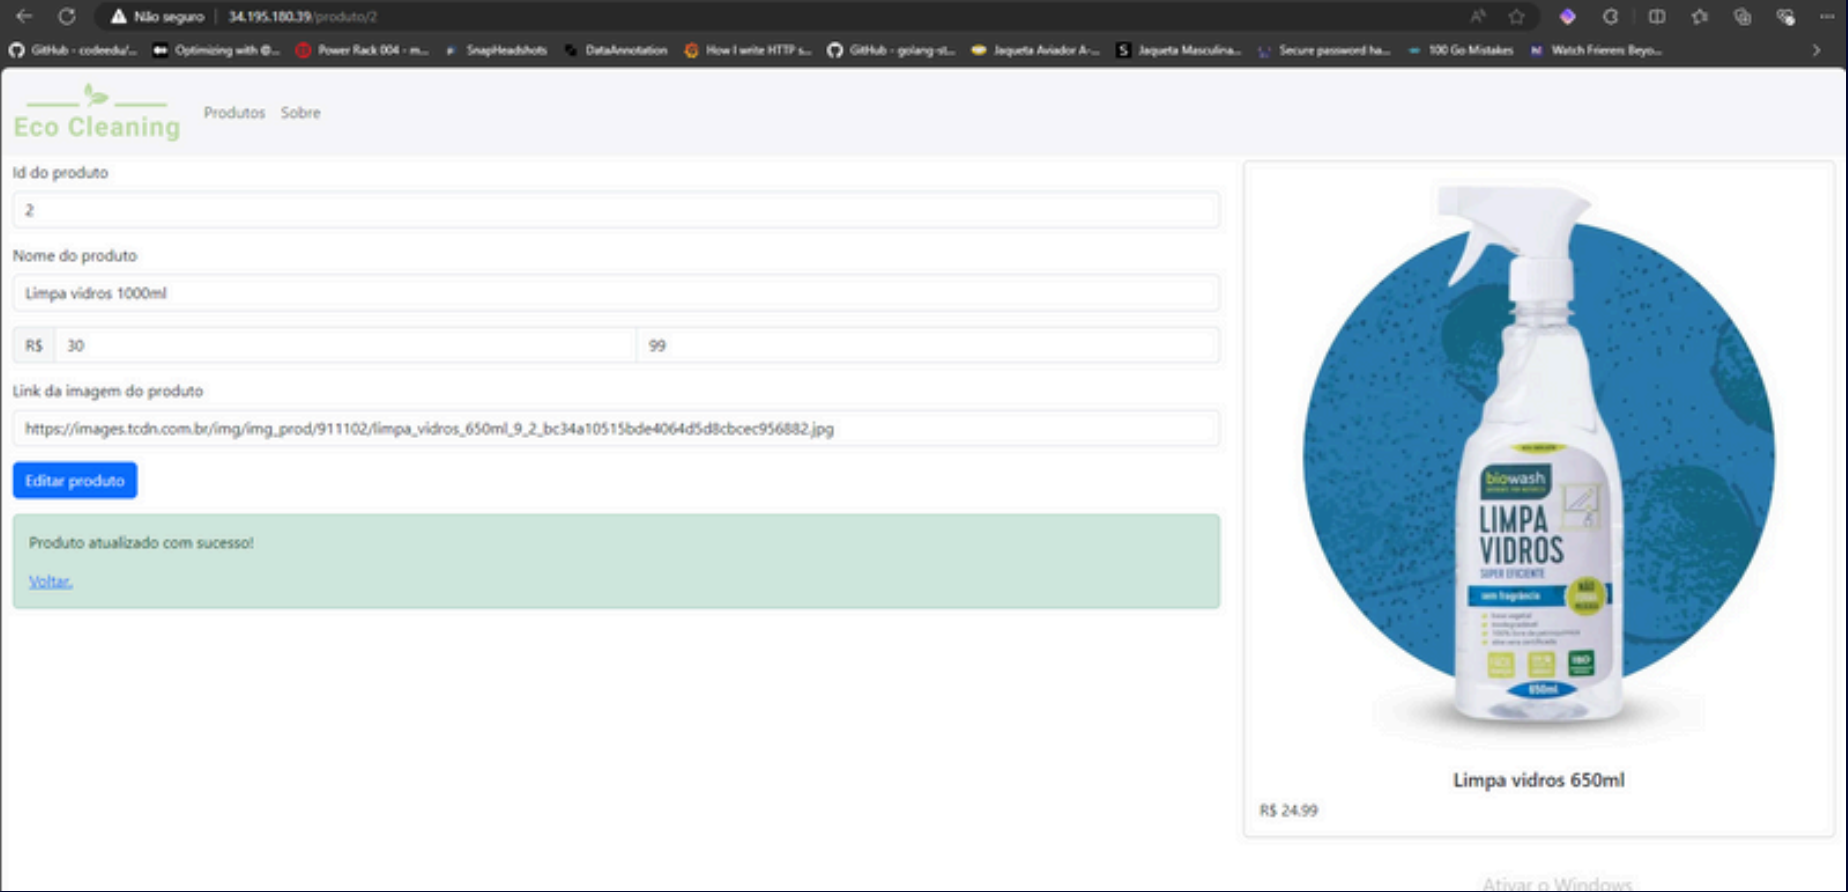 Não seguro | 34.195.180.39/produto/2
GitHub - codeedu/... Optimizing with @... Power Rack 004 - m... SnapHeadshots DataAnnotation How I write HTTP s... GitHub - golang-st... Jaqueta Aviador A-... Jaqueta Masculina... Secure password ha... 100 Go Mistakes Watch Frieren: Beyo...
Eco Cleaning
Produtos Sobre
Id do produto
2
Nome do produto
Limpa vidros 1000ml
R$ 30 99
Link da imagem do produto
https://images.tcdn.com.br/img/img_prod/911102/limpa_vidros_650ml_9_2_bc34a10515bde4064d5d8cbcec956882.jpg
Editar produto
Produto atualizado com sucesso!
Voltar.
biowash
LIMPA
VIDROS
SUPER EFICIENTE
sem fragrância
NÃO
650ml
Limpa vidros 650ml
R$ 24.99
Ativar o Windows